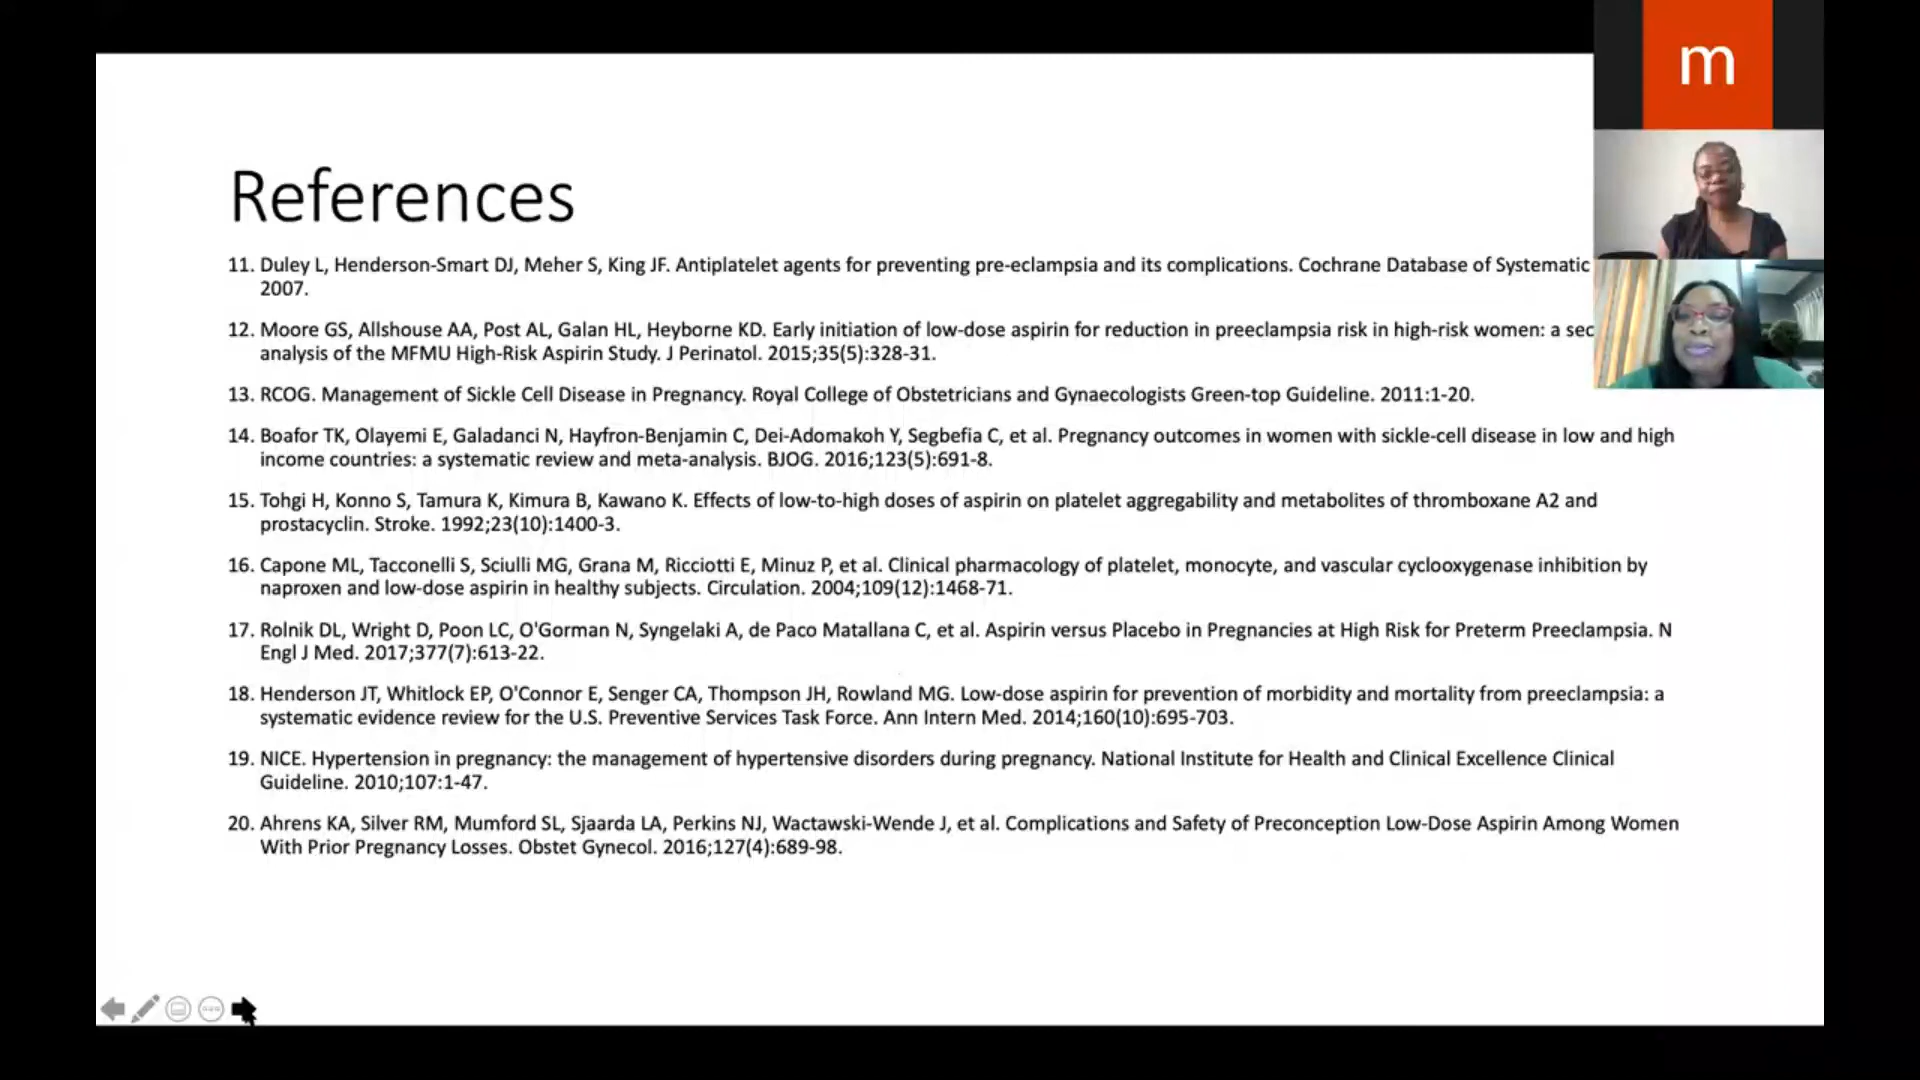 m
References
11. Duley L, Henderson-Smart DJ, Meher S, King JF. Antiplatelet agents for preventing pre-eclampsia and its complications. Cochrane Database of Systematic
2007.
12. Moore GS, Allshouse AA, Post AL, Galan HL, Heyborne KD. Early initiation of low-dose aspirin for reduction in preeclampsia risk in high-risk women: a sec
analysis of the MFMU High-Risk Aspirin Study. J Perinatol. 2015;35(5):328-31.
13. RCOG. Management of Sickle Cell Disease in Pregnancy. Royal College of Obstetricians and Gynaecologists Green-top Guideline. 2011:1-20.
14. Boafor TK, Olayemi E, Galadanci N, Hayfron-Benjamin C, Dei-Adomakoh Y, Segbefia C, et al. Pregnancy outcomes in women with sickle-cell disease in low and high
income countries: a systematic review and meta-analysis. BJOG. 2016;123(5):691-8.
15. Tohgi H, Konno S, Tamura K, Kimura B, Kawano K. Effects of low-to-high doses of aspirin on platelet aggregability and metabolites of thromboxane A2 and
prostacyclin. Stroke. 1992;23(10):1400-3.
16. Capone ML, Tacconelli S, Sciulli MG, Grana M, Ricciotti E, Minuz P, et al. Clinical pharmacology of platelet, monocyte, and vascular cyclooxygenase inhibition by
naproxen and low-dose aspirin in healthy subjects. Circulation. 2004;109(12):1468-71.
17. Rolnik DL, Wright D, Poon LC, O'Gorman N, Syngelaki A, de Paco Matallana C, et al. Aspirin versus Placebo in Pregnancies at High Risk for Preterm Preeclampsia. N
Engl J Med. 2017;377(7):613-22.
18. Henderson JT, Whitlock EP, O'Connor E, Senger CA, Thompson JH, Rowland MG. Low-dose aspirin for prevention of morbidity and mortality from preeclampsia: a
systematic evidence review for the U.S. Preventive Services Task Force. Ann Intern Med. 2014;160(10):695-703.
19. NICE. Hypertension in pregnancy: the management of hypertensive disorders during pregnancy. National Institute for Health and Clinical Excellence Clinical
Guideline. 2010;107:1-47.
20. Ahrens KA, Silver RM, Mumford SL, Sjaarda LA, Perkins NJ, Wactawski-Wende J, et al. Complications and Safety of Preconception Low-Dose Aspirin Among Women
With Prior Pregnancy Losses. Obstet Gynecol. 2016;127(4):689-98.